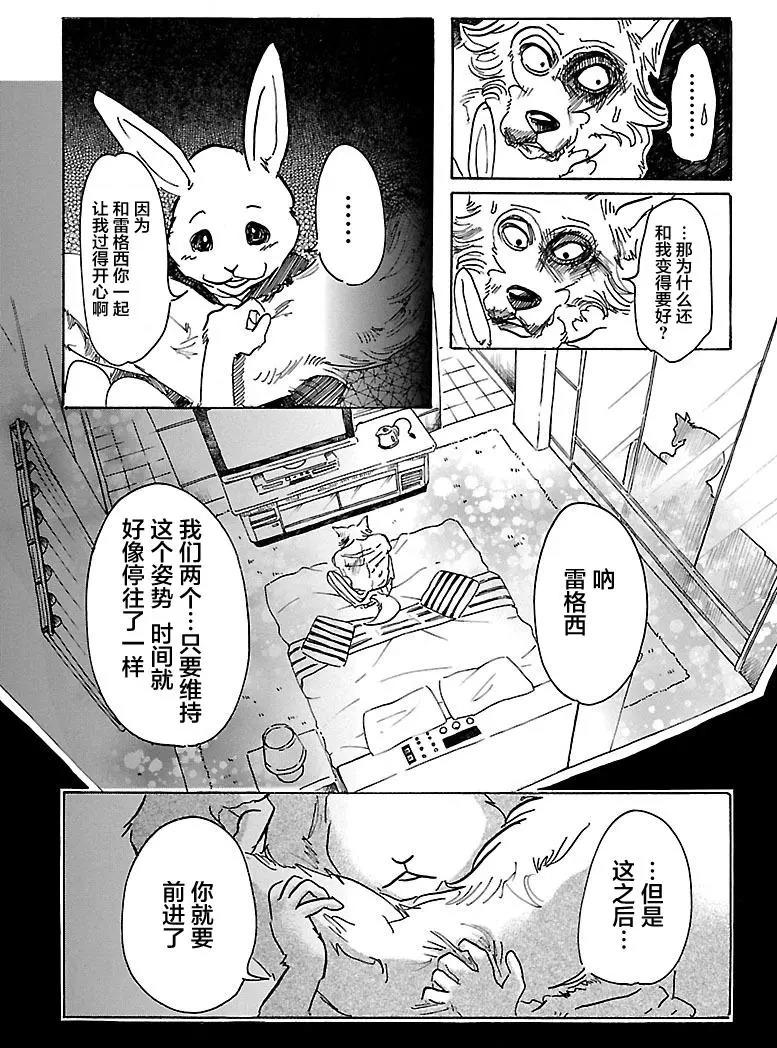 ………
…那为什么还
和我变得要好？
……
因为
和雷格西你一起
让我过得开心啊
呐
雷格西
我们两个…只要维持
这个姿势 时间就
好像停往了一样
…但是
这之后…
你就要
前进了